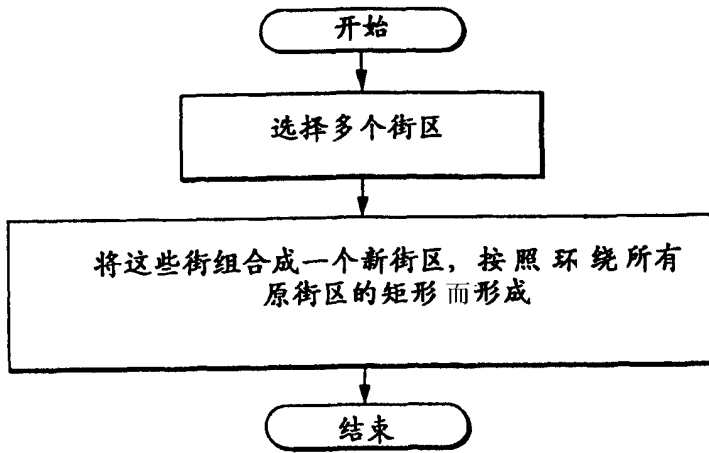 开始
选择多个街区
将这些街组合成一个新街区，按照环绕所有
原街区的矩形而形成
结束